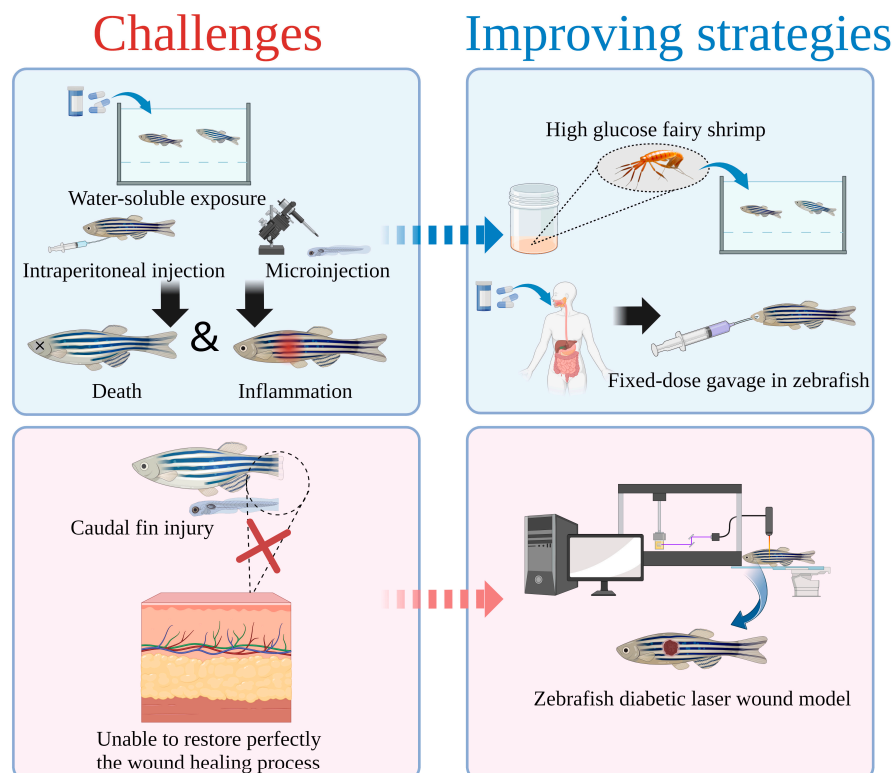 Challenges
Improving strategies
Water-soluble exposure
Intraperitoneal injection
Microinjection
&
Death
Inflammation
High glucose fairy shrimp
Fixed-dose gavage in zebrafish
Caudal fin injury
Unable to restore perfectly
the wound healing process
Zebrafish diabetic laser wound model